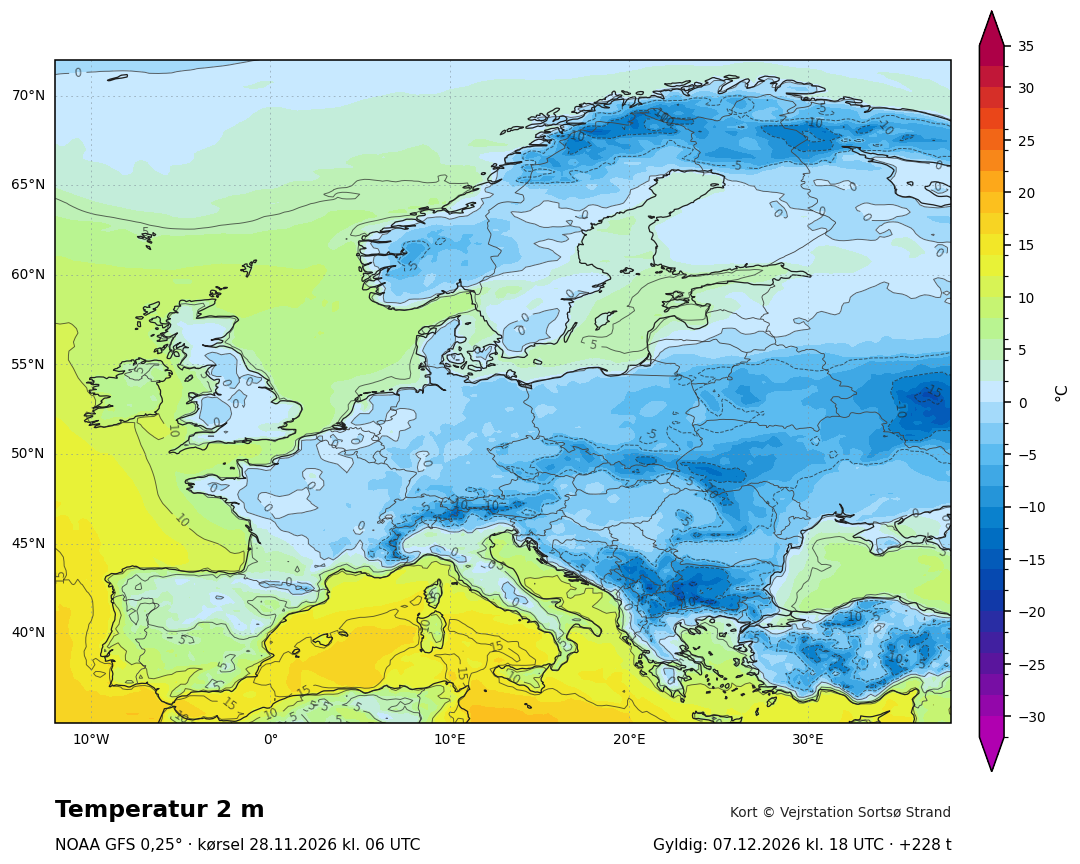 35
30
25
20
15
10
5
0
−5
−10
−15
−20
−25
−30
°C
70°N
65°N
60°N
55°N
50°N
45°N
40°N
10°W
0°
10°E
20°E
30°E
Temperatur 2 m
Kort © Vejrstation Sortsø Strand
NOAA GFS 0,25° · kørsel 28.11.2026 kl. 06 UTC
Gyldig: 07.12.2026 kl. 18 UTC · +228 t